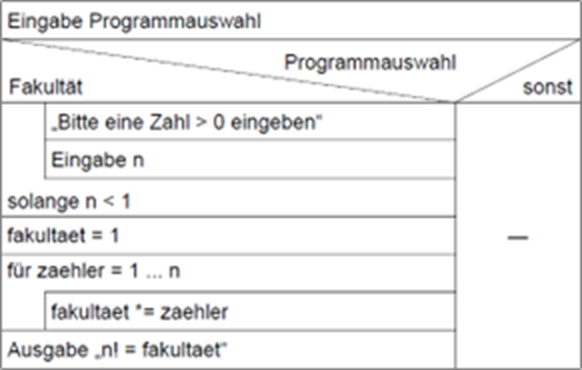 Eingabe Programmauswahl
Programmauswahl
Fakultät
sonst
„Bitte eine Zahl > 0 eingeben“
Eingabe n
solange n < 1
fakultaet = 1
—
für zaehler = 1 ... n
fakultaet *= zaehler
Ausgabe „n! = fakultaet“